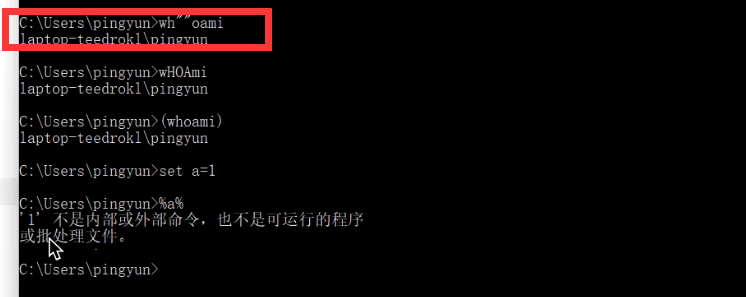 C:\Users\pingyun>wh""oami
laptop-teedrokl\pingyun
C:\Users\pingyun>wHOAmi
laptop-teedrokl\pingyun
C:\Users\pingyun>(whoami)
laptop-teedrokl\pingyun
C:\Users\pingyun>set a=1
C:\Users\pingyun>%a%
'1' 不是内部或外部命令，也不是可运行的程序
或批处理文件。
C:\Users\pingyun>